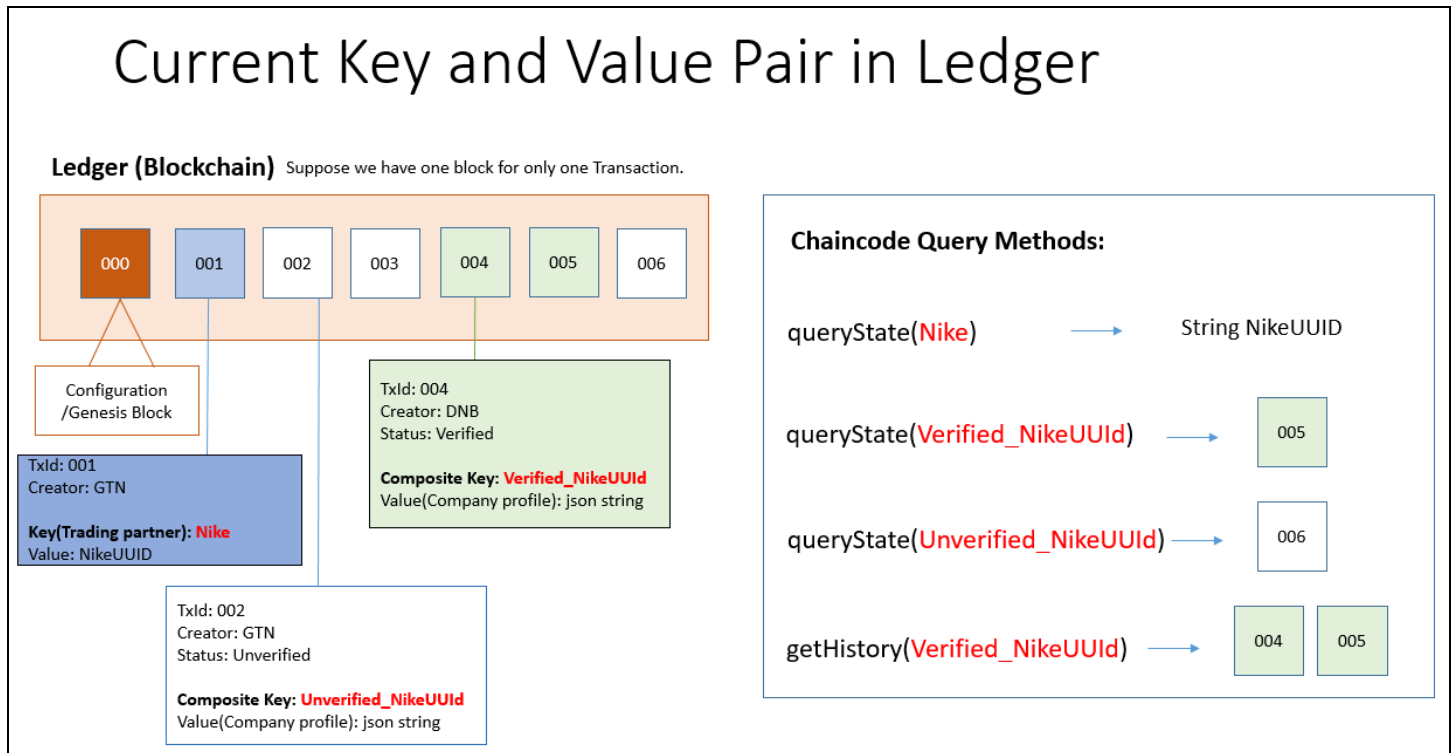 Current Key and Value Pair in Ledger
Ledger (Blockchain) Suppose we have one block for only one Transaction.
000
001
002
003
004
005
006
Configuration
/Genesis Block
TxId: 001
Creator: GTN
Key(Trading partner): Nike
Value: NikeUUID
TxId: 002
Creator: GTN
Status: Unverified
Composite Key: Unverified_NikeUUId
Value(Company profile): json string
TxId: 004
Creator: DNB
Status: Verified
Composite Key: Verified_NikeUUId
Value(Company profile): json string
Chaincode Query Methods:
queryState(Nike)
String NikeUUID
queryState(Verified_NikeUUId)
005
queryState(Unverified_NikeUUId)
006
getHistory(Verified_NikeUUId)
004
005